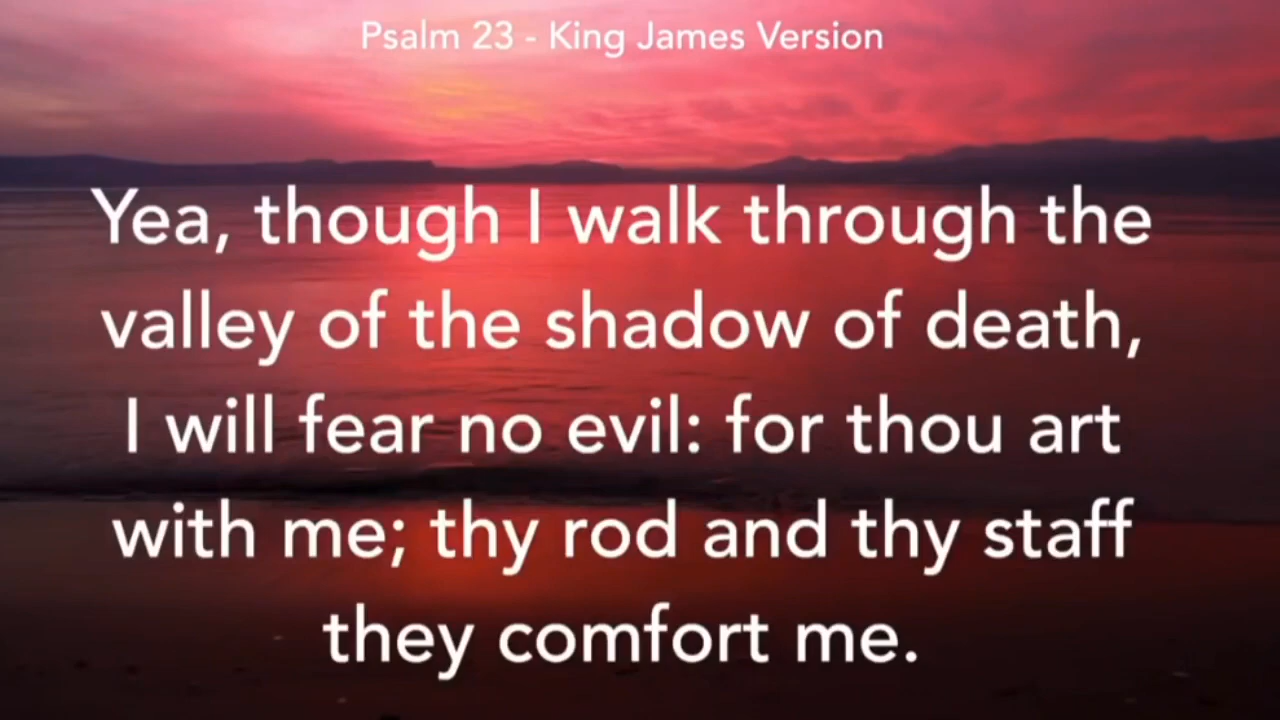 Psalm 23 - King James Version
Yea, though I walk through the
valley of the shadow of death,
I will fear no evil: for thou art
with me; thy rod and thy staff
they comfort me.